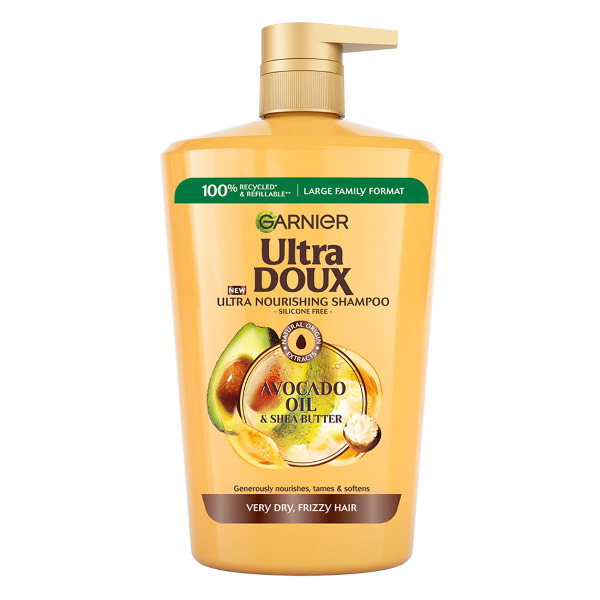 100% RECYCLED* & REFILLABLE** | LARGE FAMILY FORMAT
GARNIER
Ultra
DOUX
NEW
ULTRA NOURISHING SHAMPOO
- SILICONE FREE -
NATURAL ORIGIN
EXTRACTS
AVOCADO
OIL
& SHEA BUTTER
Generously nourishes, tames & softens
VERY DRY, FRIZZY HAIR